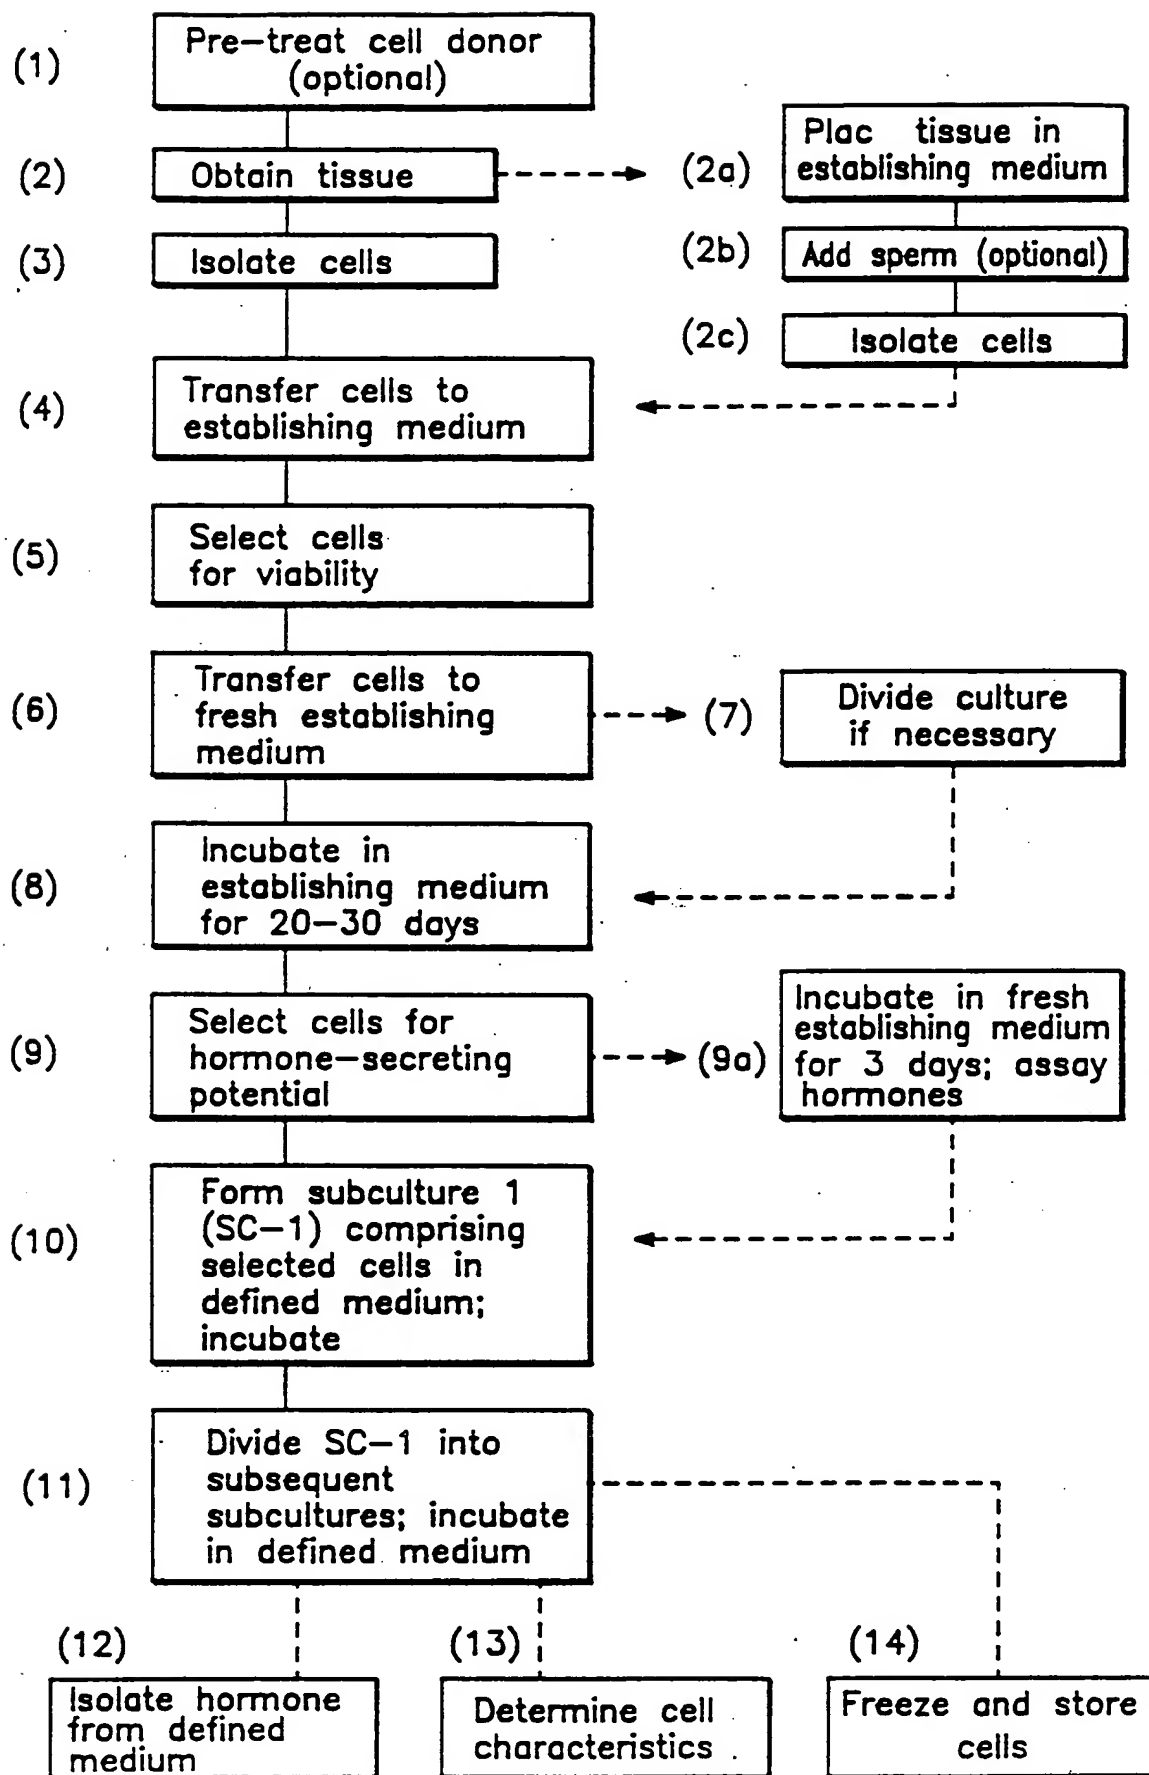 (1)
Pre-treat cell donor
(optional)
(2)
Obtain tissue
(2a)
Plac tissue in
establishing medium
(3)
Isolate cells
(2b)
Add sperm (optional)
(2c)
Isolate cells
(4)
Transfer cells to
establishing medium
(5)
Select cells
for viability
(6)
Transfer cells to
fresh establishing
medium
(7)
Divide culture
if necessary
(8)
Incubate in
establishing medium
for 20-30 days
(9)
Select cells for
hormone-secreting
potential
(9a)
Incubate in fresh
establishing medium
for 3 days; assay
hormones
(10)
Form subculture 1
(SC-1) comprising
selected cells in
defined medium;
incubate
(11)
Divide SC-1 into
subsequent
subcultures; incubate
in defined medium
(12)
Isolate hormone
from defined
medium
(13)
Determine cell
characteristics
(14)
Freeze and store
cells